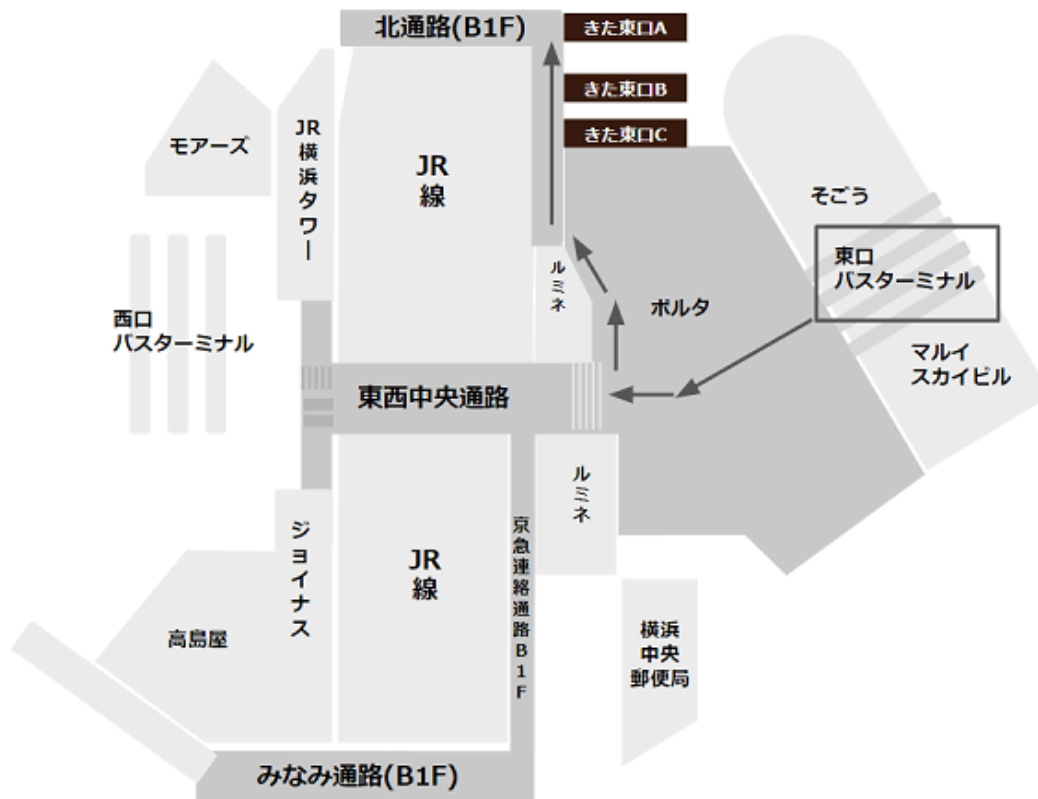 北通路(B1F)
きた東口A
きた東口B
きた東口C
モアーズ
JR横浜タワー
JR
線
そごう
東口
バスターミナル
ルミネ
ポルタ
西口
バスターミナル
マルイ
スカイビル
東西中央通路
ルミネ
ジョイナス
JR
線
京急連絡通路B1F
高島屋
横浜
中央
郵便局
みなみ通路(B1F)